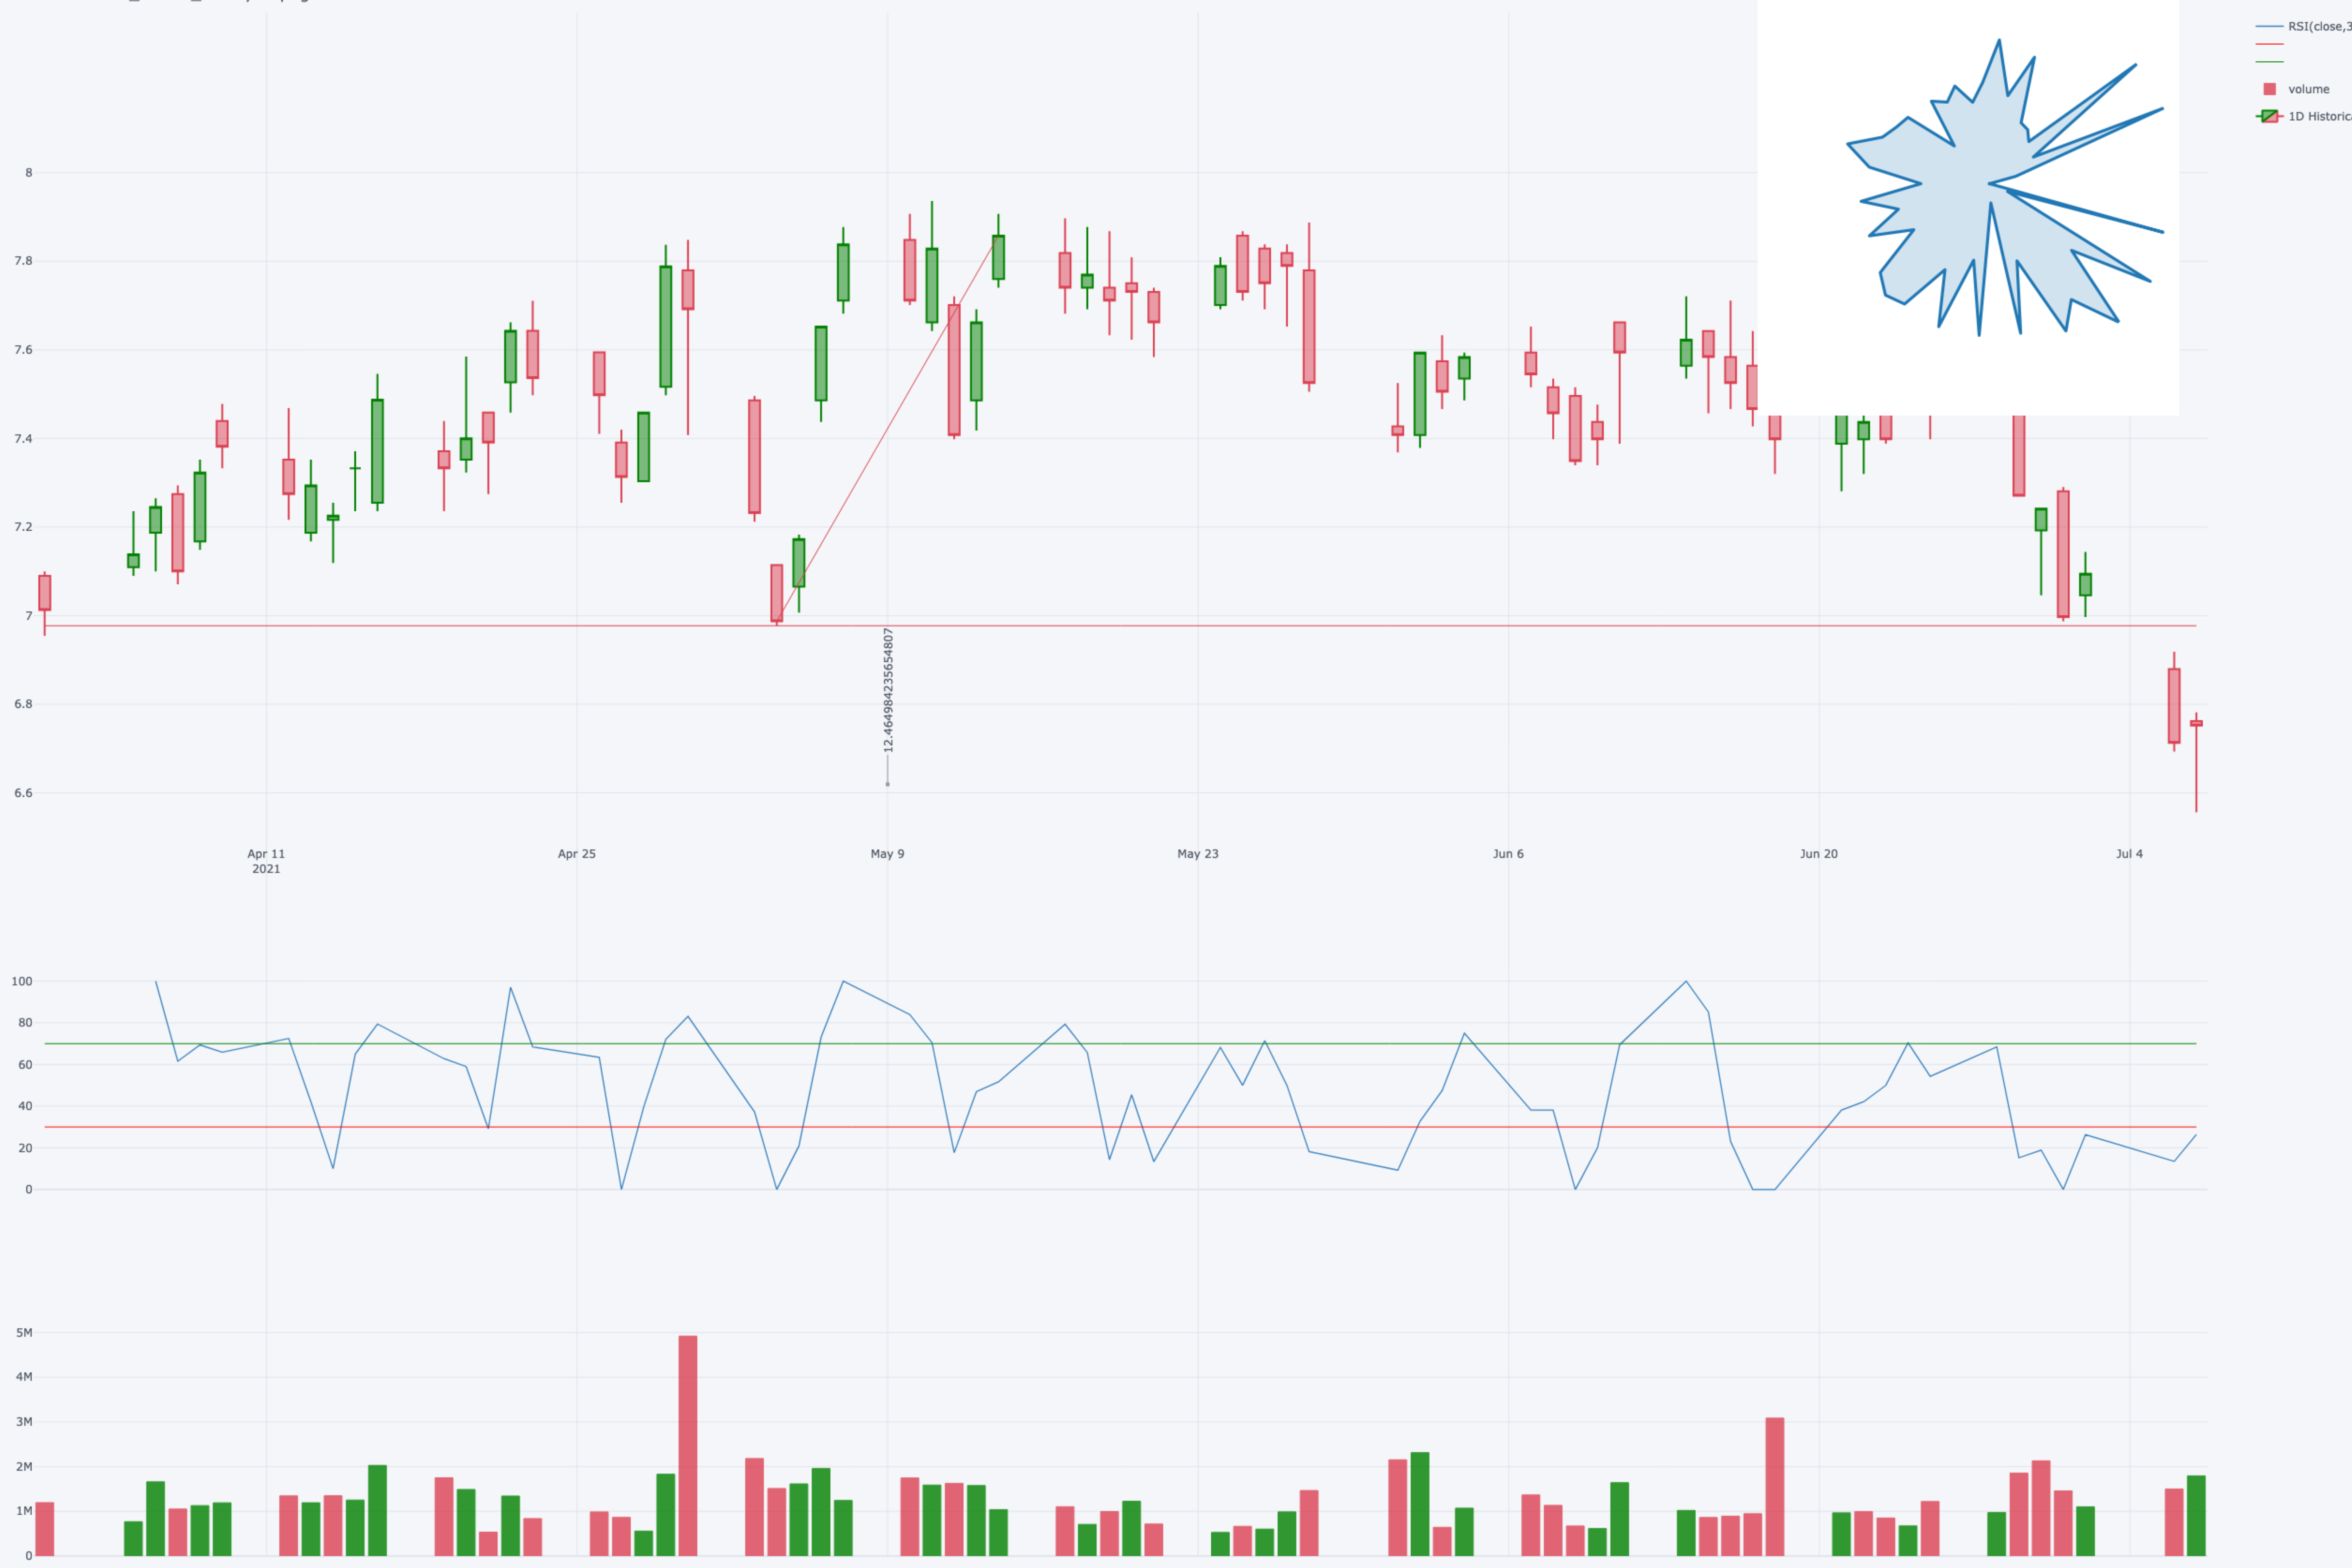 RSI(close,3
volume
1D Historic
8
7.8
7.6
7.4
7.2
7
6.8
6.6
12.464984235654807
Apr 11
2021
Apr 25
May 9
May 23
Jun 6
Jun 20
Jul 4
100
80
60
40
20
0
5M
4M
3M
2M
1M
0